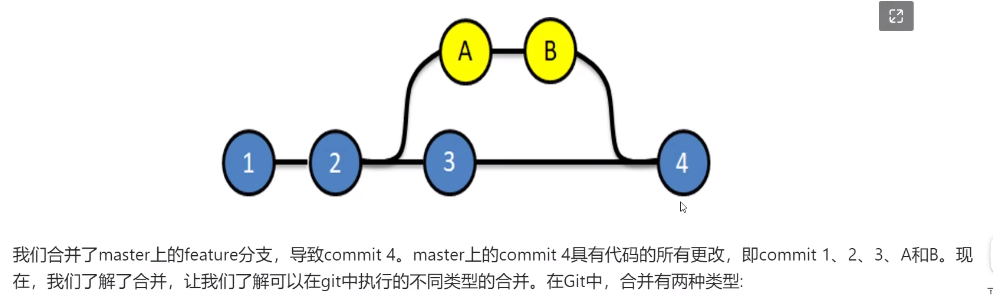 A B
1 2 3 4
我们合并了master上的feature分支，导致commit 4。master上的commit 4具有代码的所有更改，即commit 1、2、3、A和B。现
在，我们了解了合并，让我们了解可以在git中执行的不同类型的合并。在Git中，合并有两种类型: